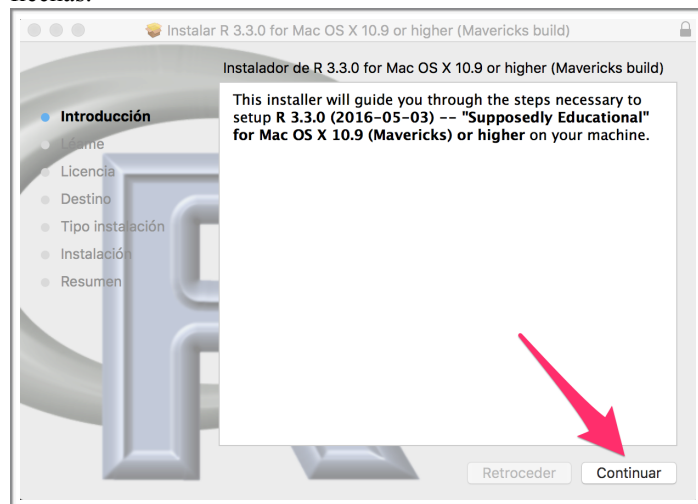 Instalar R 3.3.0 for Mac OS X 10.9 or higher (Mavericks build)
Instalador de R 3.3.0 for Mac OS X 10.9 or higher (Mavericks build)
Introducción
Léame
Licencia
Destino
Tipo instalación
Instalación
Resumen
This installer will guide you through the steps necessary to
setup R 3.3.0 (2016-05-03) -- "Supposedly Educational"
for Mac OS X 10.9 (Mavericks) or higher on your machine.
Retroceder
Continuar